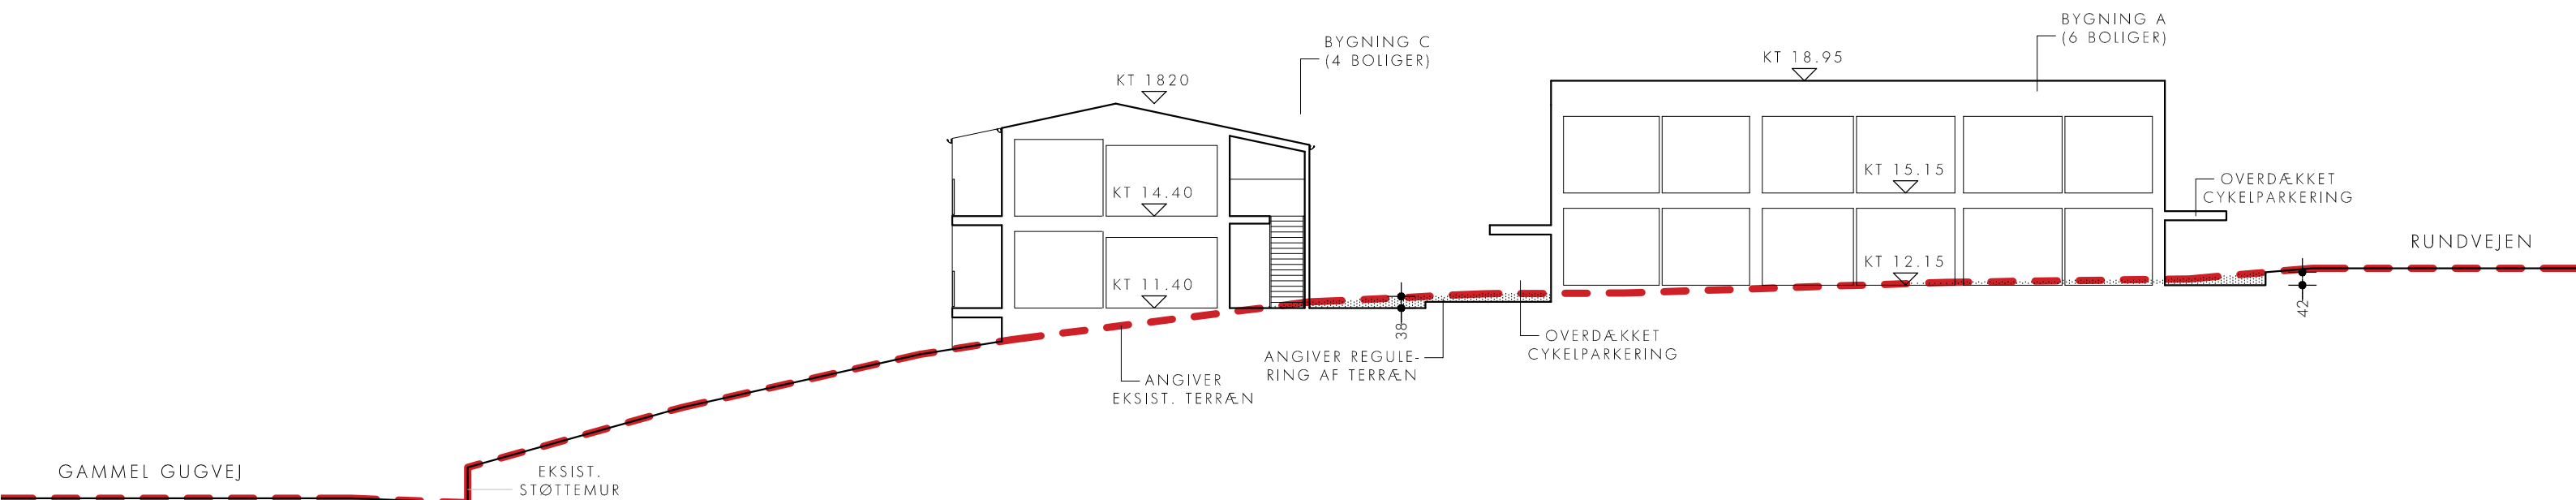 BYGNING A
(6 BOLIGER)
BYGNING C
(4 BOLIGER)
KT 18.95
KT 1820
KT 15.15
KT 14.40
OVERDÆKKET
CYKELPARKERING
RUNDVEJEN
KT 12.15
KT 11.40
38
42
OVERDÆKKET
CYKELPARKERING
ANGIVER REGULE-
RING AF TERRÆN
ANGIVER
EKSIST. TERRÆN
GAMMEL GUGVEJ
EKSIST.
STØTTEMUR